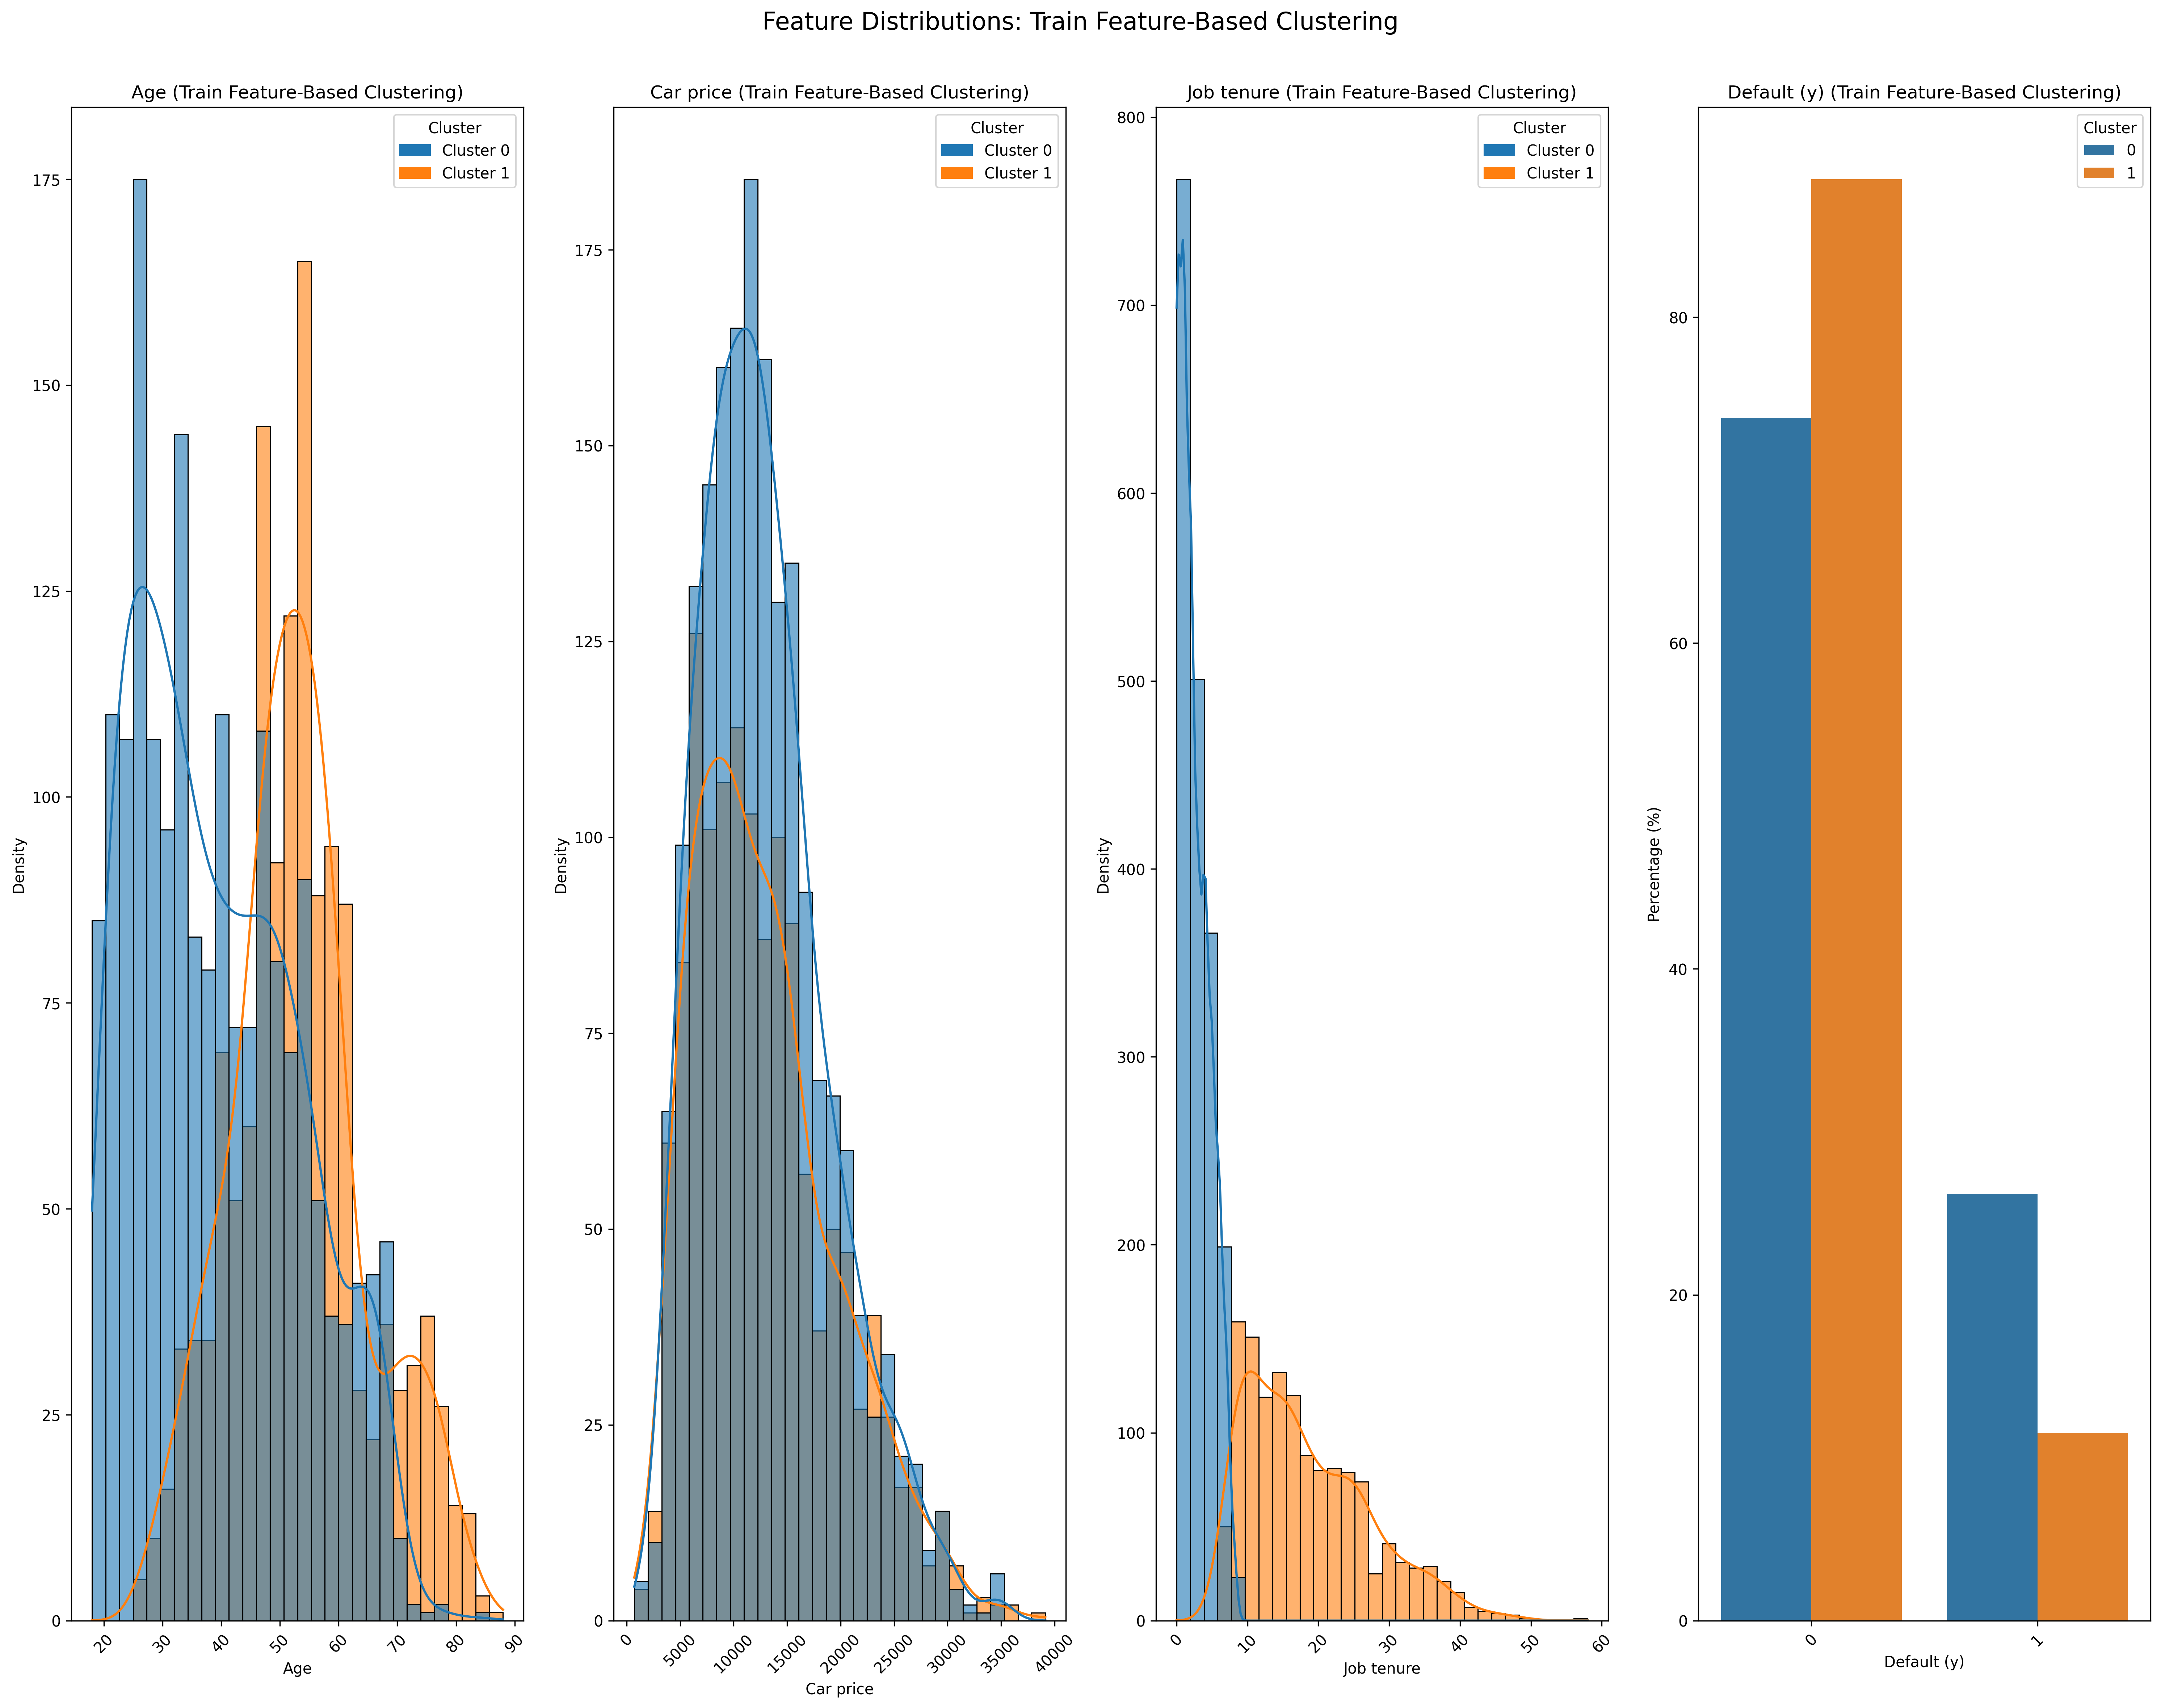 Feature Distributions: Train Feature-Based Clustering
Age (Train Feature-Based Clustering)
Cluster
Cluster 0
Cluster 1
175
150
125
100
75
50
25
0
Density
20
30
40
50
60
70
80
90
Age
Car price (Train Feature-Based Clustering)
Cluster
Cluster 0
Cluster 1
175
150
125
100
75
50
25
0
Density
0
5000
10000
15000
20000
25000
30000
35000
40000
Car price
Job tenure (Train Feature-Based Clustering)
Cluster
Cluster 0
Cluster 1
800
700
600
500
400
300
200
100
0
Density
0
10
20
30
40
50
60
Job tenure
Default (y) (Train Feature-Based Clustering)
Cluster
0
1
80
60
40
20
0
Percentage (%)
0
1
Default (y)